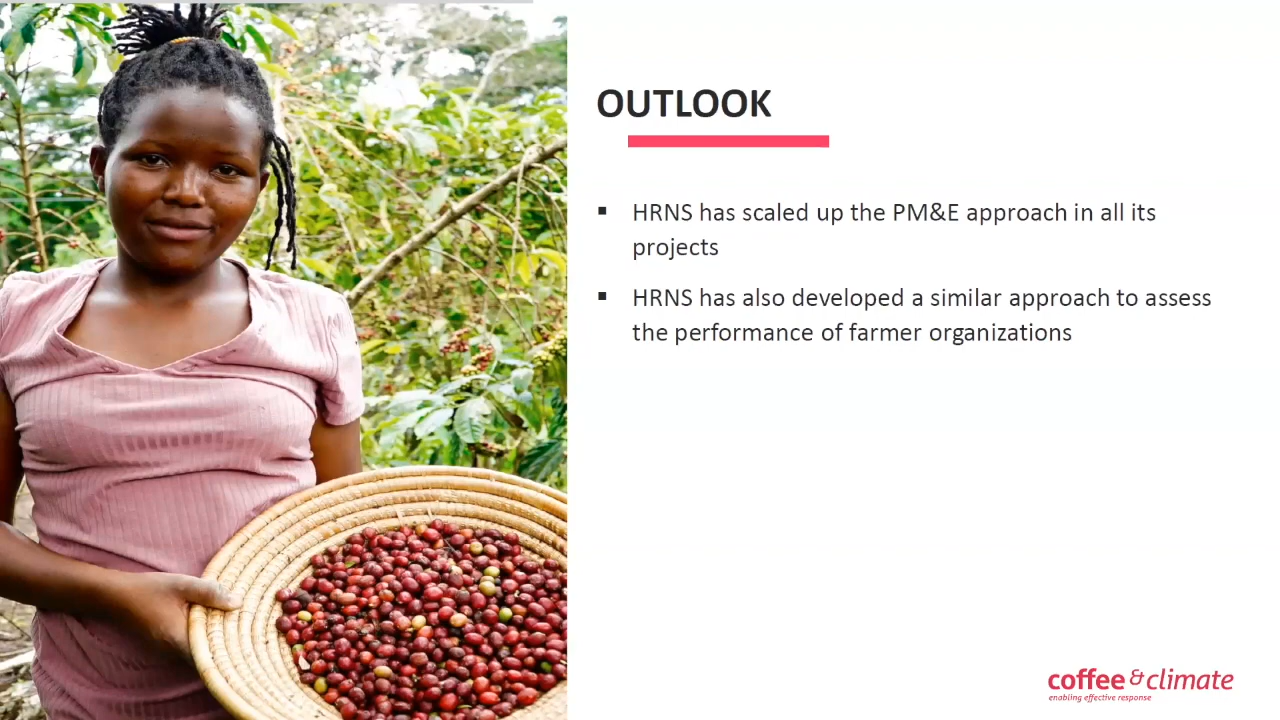 OUTLOOK
▪ HRNS has scaled up the PM&E approach in all its
projects
▪ HRNS has also developed a similar approach to assess
the performance of farmer organizations
coffee & climate
enabling effective response